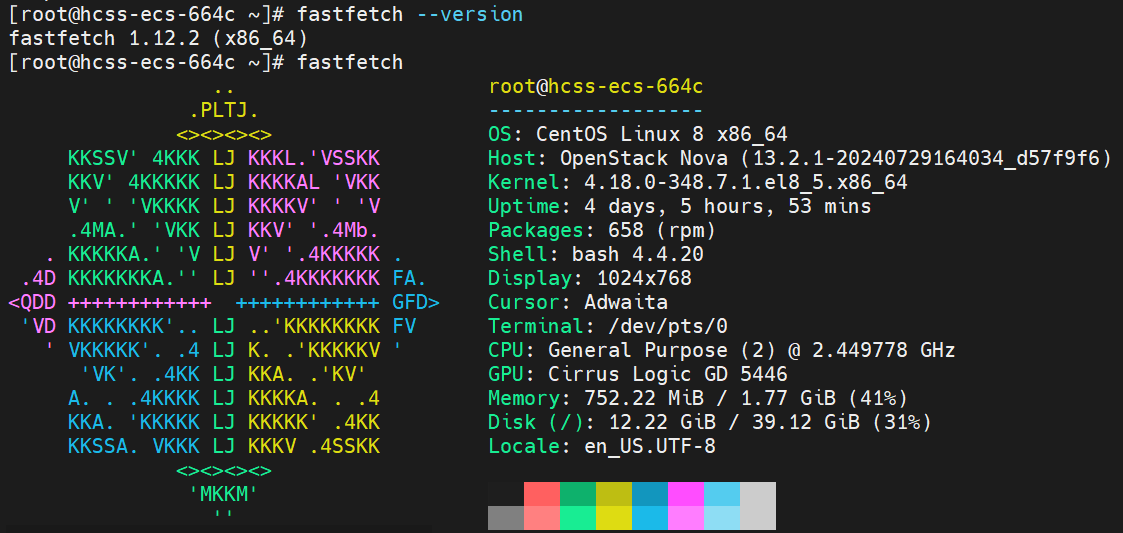 [root@hcss-ecs-664c ~]# fastfetch --version
fastfetch 1.12.2 (x86_64)
[root@hcss-ecs-664c ~]# fastfetch
                 ..                     root@hcss-ecs-664c
               .PLTJ.                   ------------------
              <><><><>                  OS: CentOS Linux 8 x86_64
     KKSSV' 4KKK LJ KKKL.'VSSKK         Host: OpenStack Nova (13.2.1-20240729164034_d57f9f6)
     KKV' 4KKKKK LJ KKKKAL 'VKK         Kernel: 4.18.0-348.7.1.el8_5.x86_64
     V' ' 'VKKKK LJ KKKKV' ' 'V         Uptime: 4 days, 5 hours, 53 mins
     .4MA.' 'VKK LJ KKV' '.4Mb.         Packages: 658 (rpm)
   . KKKKKA.' 'V LJ V' '.4KKKKK .       Shell: bash 4.4.20
 .4D KKKKKKKA.'' LJ ''.4KKKKKKK FA.     Display: 1024x768
<QDD ++++++++++++  ++++++++++++ GFD>    Cursor: Adwaita
 'VD KKKKKKKK'.. LJ ..'KKKKKKKK FV      Terminal: /dev/pts/0
   ' VKKKKK'. .4 LJ K. .'KKKKKV '       CPU: General Purpose (2) @ 2.449778 GHz
      'VK'. .4KK LJ KKA. .'KV'          GPU: Cirrus Logic GD 5446
     A. . .4KKKK LJ KKKKA. . .4         Memory: 752.22 MiB / 1.77 GiB (41%)
     KKA. 'KKKKK LJ KKKKK' .4KK         Disk (/): 12.22 GiB / 39.12 GiB (31%)
     KKSSA. VKKK LJ KKKV .4SSKK         Locale: en_US.UTF-8
              <><><><>
               'MKKM'
                 ''